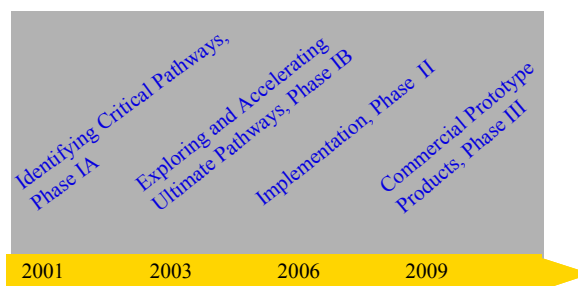 Identifying Critical Pathways,
Phase IA
Exploring and Accelerating
Ultimate Pathways, Phase IB
Implementation, Phase II
Commercial Prototype
Products, Phase III
2001 2003 2006 2009